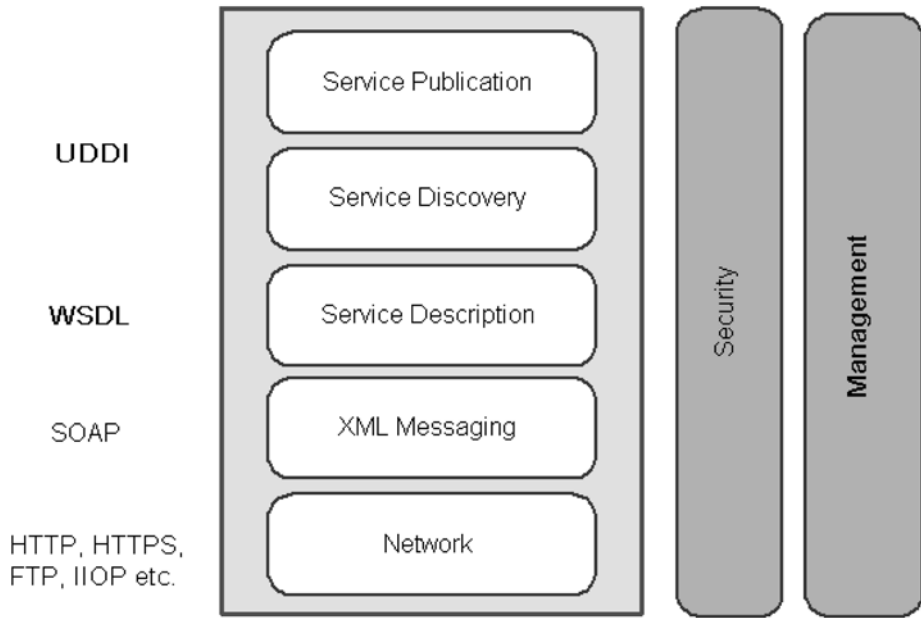 Service Publication
UDDI
Service Discovery
WSDL
Service Description
SOAP
XML Messaging
HTTP, HTTPS,
FTP, IIOP etc.
Network
Security
Management